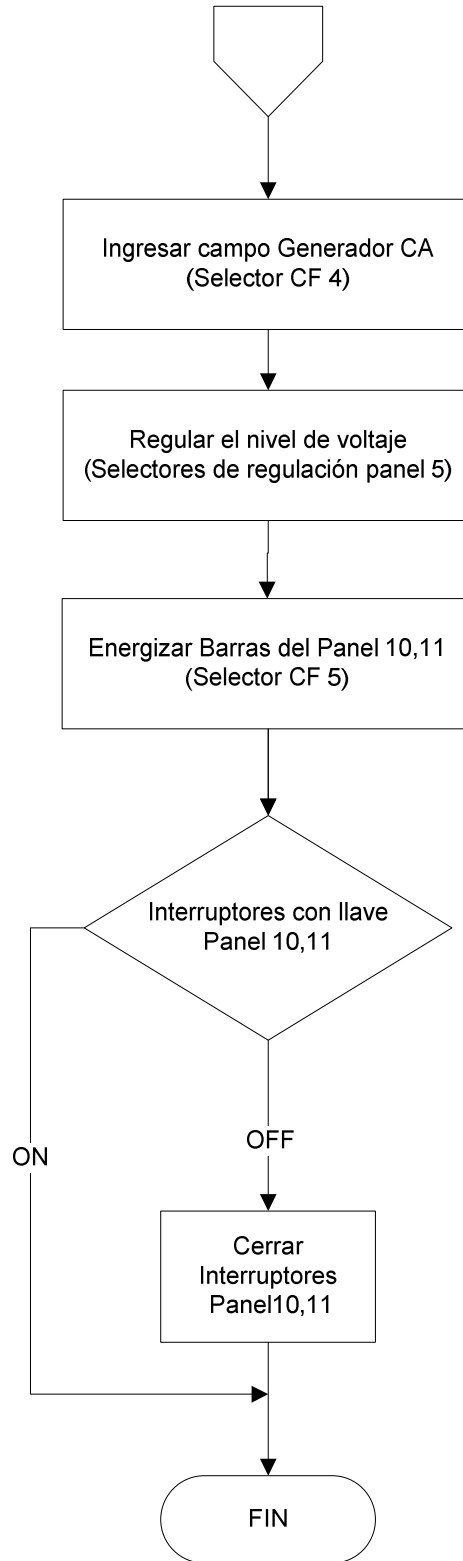 Ingresar campo Generador CA
(Selector CF 4)
Regular el nivel de voltaje
(Selectores de regulación panel 5)
Energizar Barras del Panel 10,11
(Selector CF 5)
Interruptores con llave
Panel 10,11
OFF
ON
Cerrar
Interruptores
Panel10,11
FIN